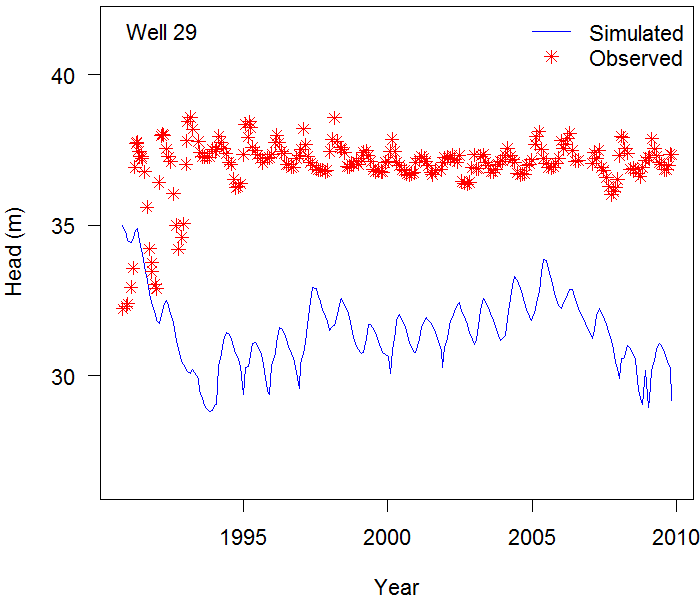 Well 29
Simulated
Observed
40
35
30
Head (m)
1995
2000
2005
2010
Year